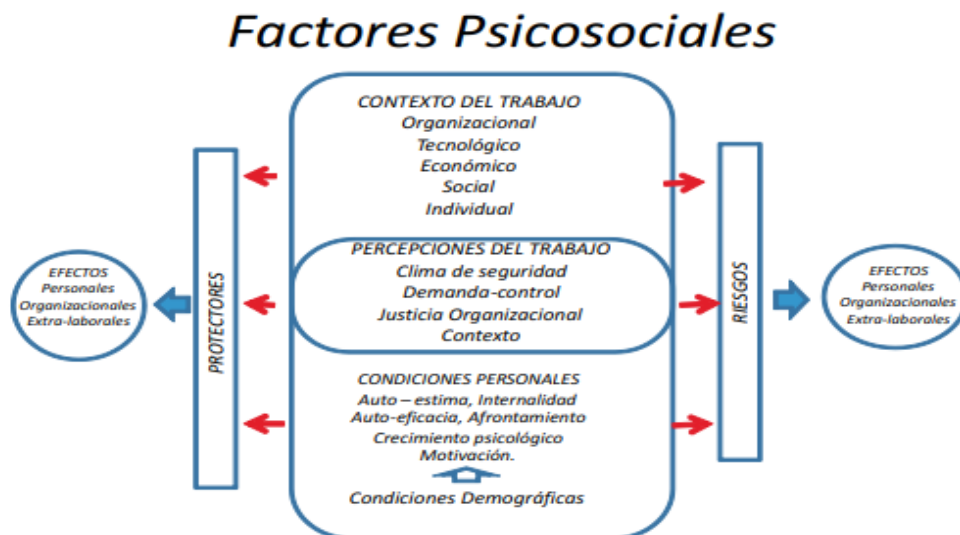 Factores Psicosociales
CONTEXTO DEL TRABAJO
Organizacional
Tecnológico
Económico
Social
Individual
PERCEPCIONES DEL TRABAJO
Clima de seguridad
Demanda-control
Justicia Organizacional
Contexto
CONDICIONES PERSONALES
Auto – estima, Internalidad
Auto-eficacia, Afrontamiento
Crecimiento psicológico
Motivación.
Condiciones Demográficas
PROTECTORES
EFECTOS
Personales
Organizacionales
Extra-laborales
RIESGOS
EFECTOS
Personales
Organizacionales
Extra-laborales